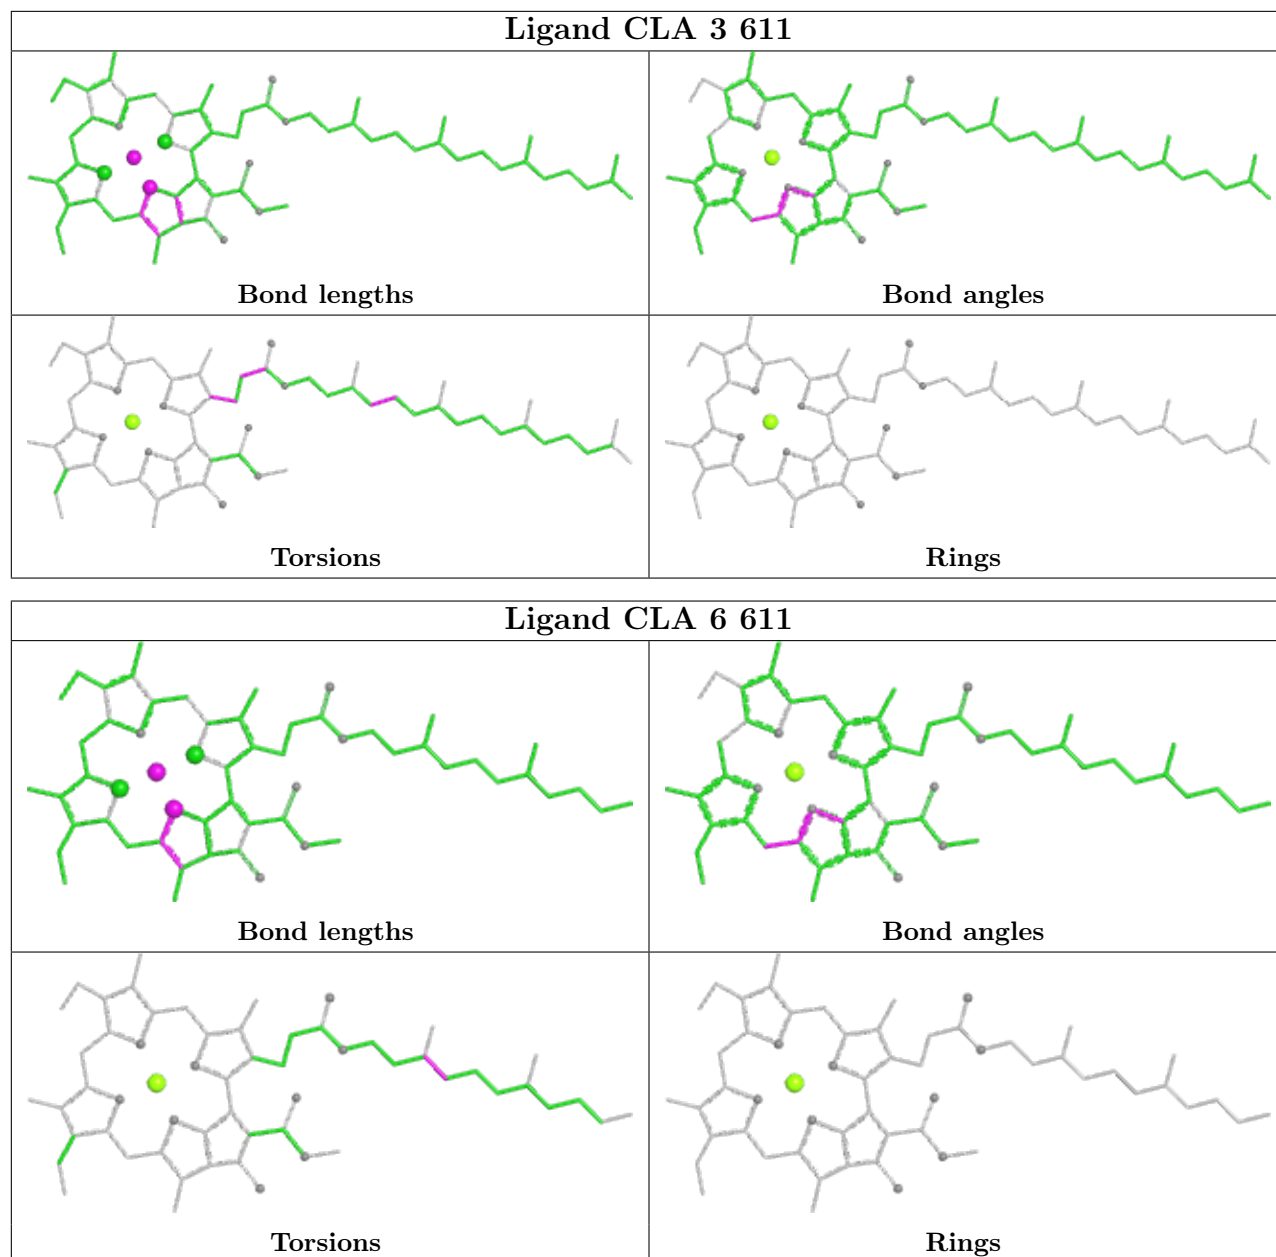 Ligand CLA 3 611
Bond lengths
Bond angles
Torsions
Rings
Ligand CLA 6 611
Bond lengths
Bond angles
Torsions
Rings